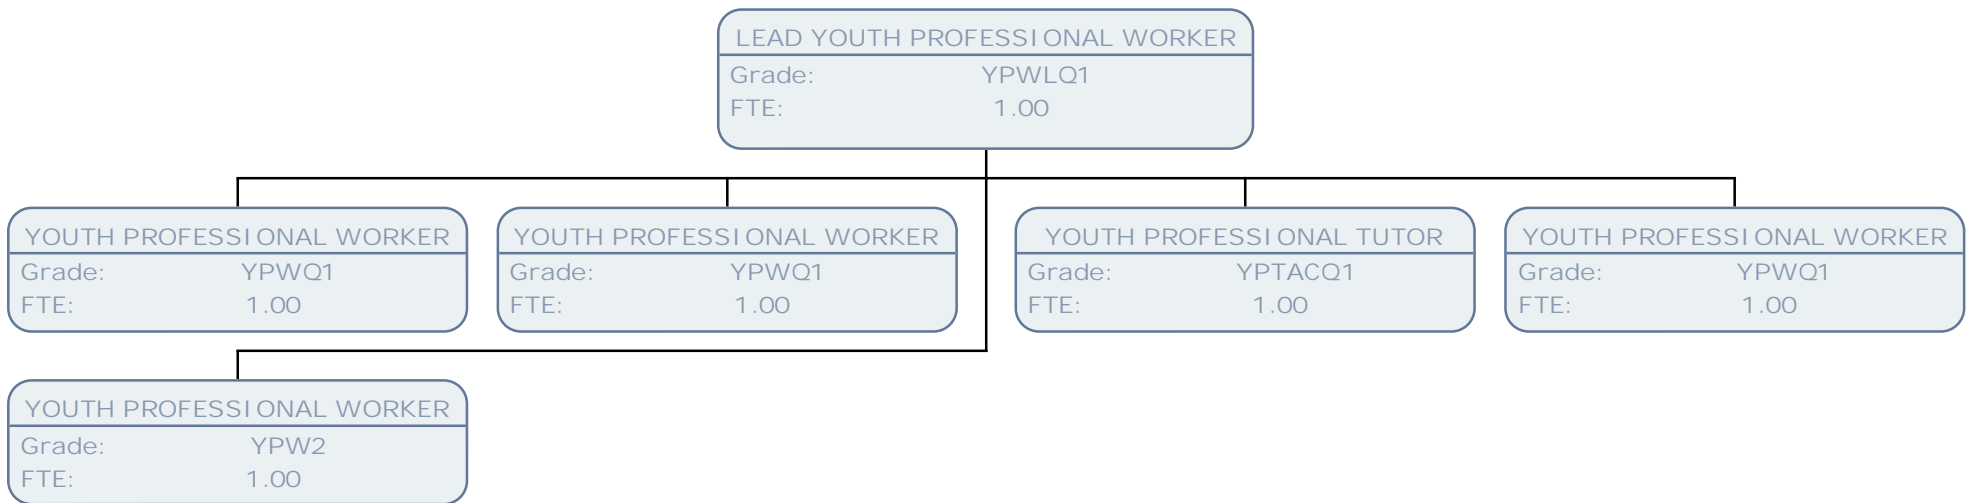 LEAD YOUTH PROFESSIONAL WORKER
Grade: YPWLQ1
FTE: 1.00
YOUTH PROFESSIONAL WORKER
Grade: YPWQ1
FTE: 1.00
YOUTH PROFESSIONAL WORKER
Grade: YPWQ1
FTE: 1.00
YOUTH PROFESSIONAL TUTOR
Grade: YPTACQ1
FTE: 1.00
YOUTH PROFESSIONAL WORKER
Grade: YPWQ1
FTE: 1.00
YOUTH PROFESSIONAL WORKER
Grade: YPW2
FTE: 1.00